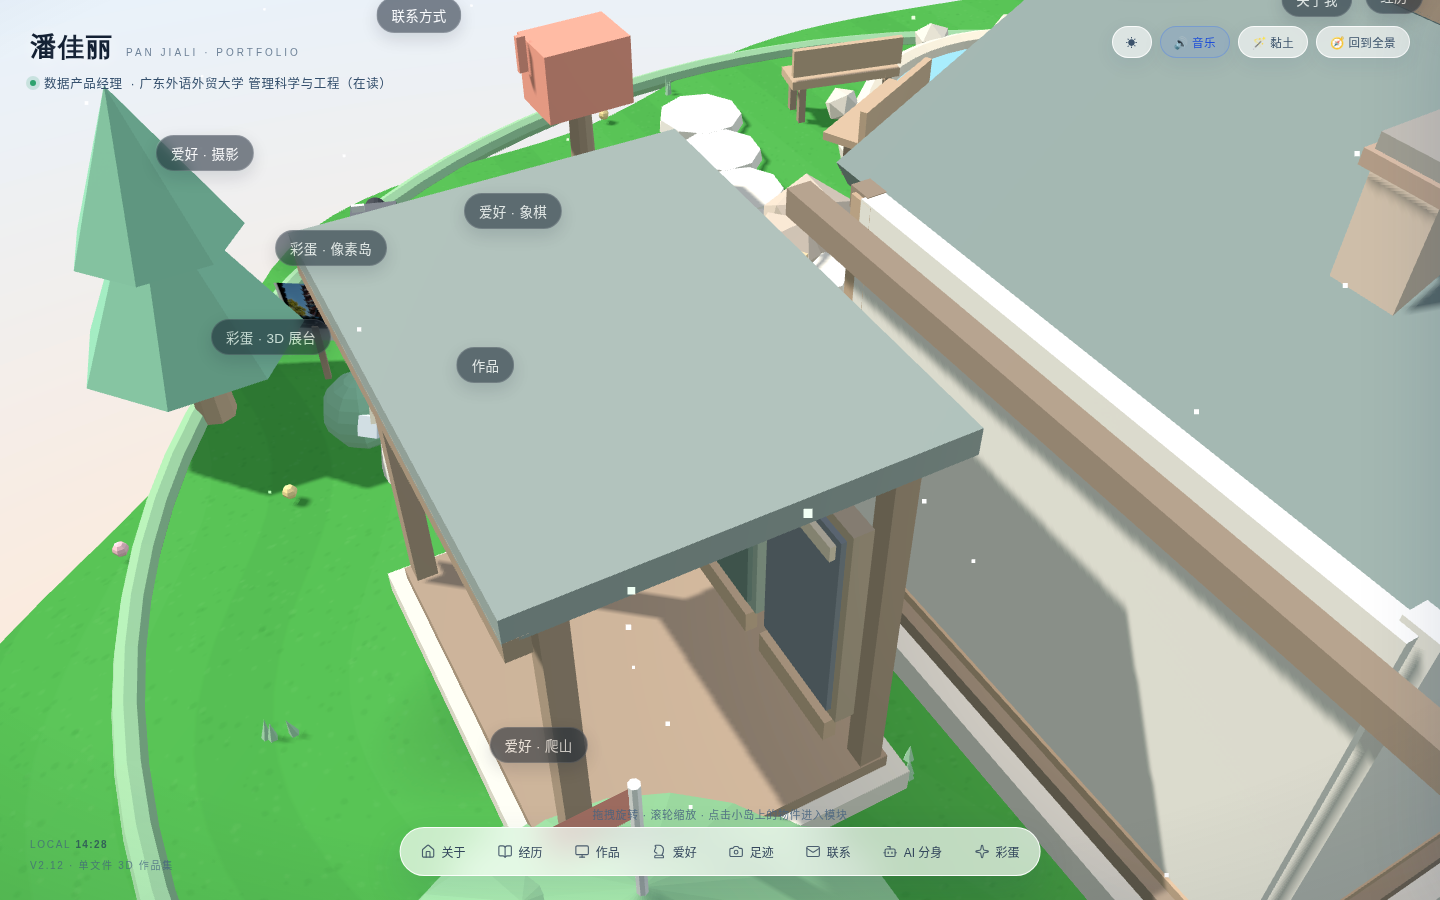 联系方式
关于我
经历
潘佳丽 PAN JIALI · PORTFOLIO
数据产品经理 · 广东外语外贸大学 管理科学与工程（在读）
音乐
黏土
回到全景
爱好 · 摄影
爱好 · 象棋
彩蛋 · 像素岛
彩蛋 · 3D 展台
作品
爱好 · 爬山
拖拽旋转 · 滚轮缩放 · 点击小岛上的物件进入模块
LOCAL 14:28
V2.12 · 单文件 3D 作品集
关于 经历 作品 爱好 足迹 联系 AI 分身 彩蛋